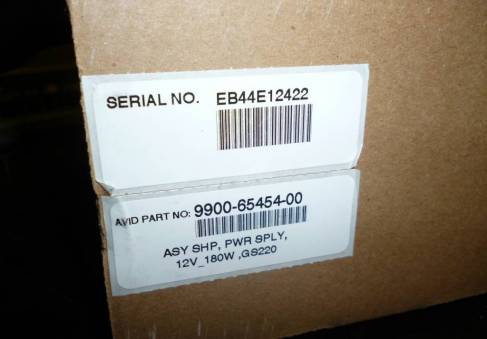 SERIAL NO. EB44E12422
AVID PART NO: 9900-65454-00
ASY SHP, PWR SPLY,
12V_180W ,GS220